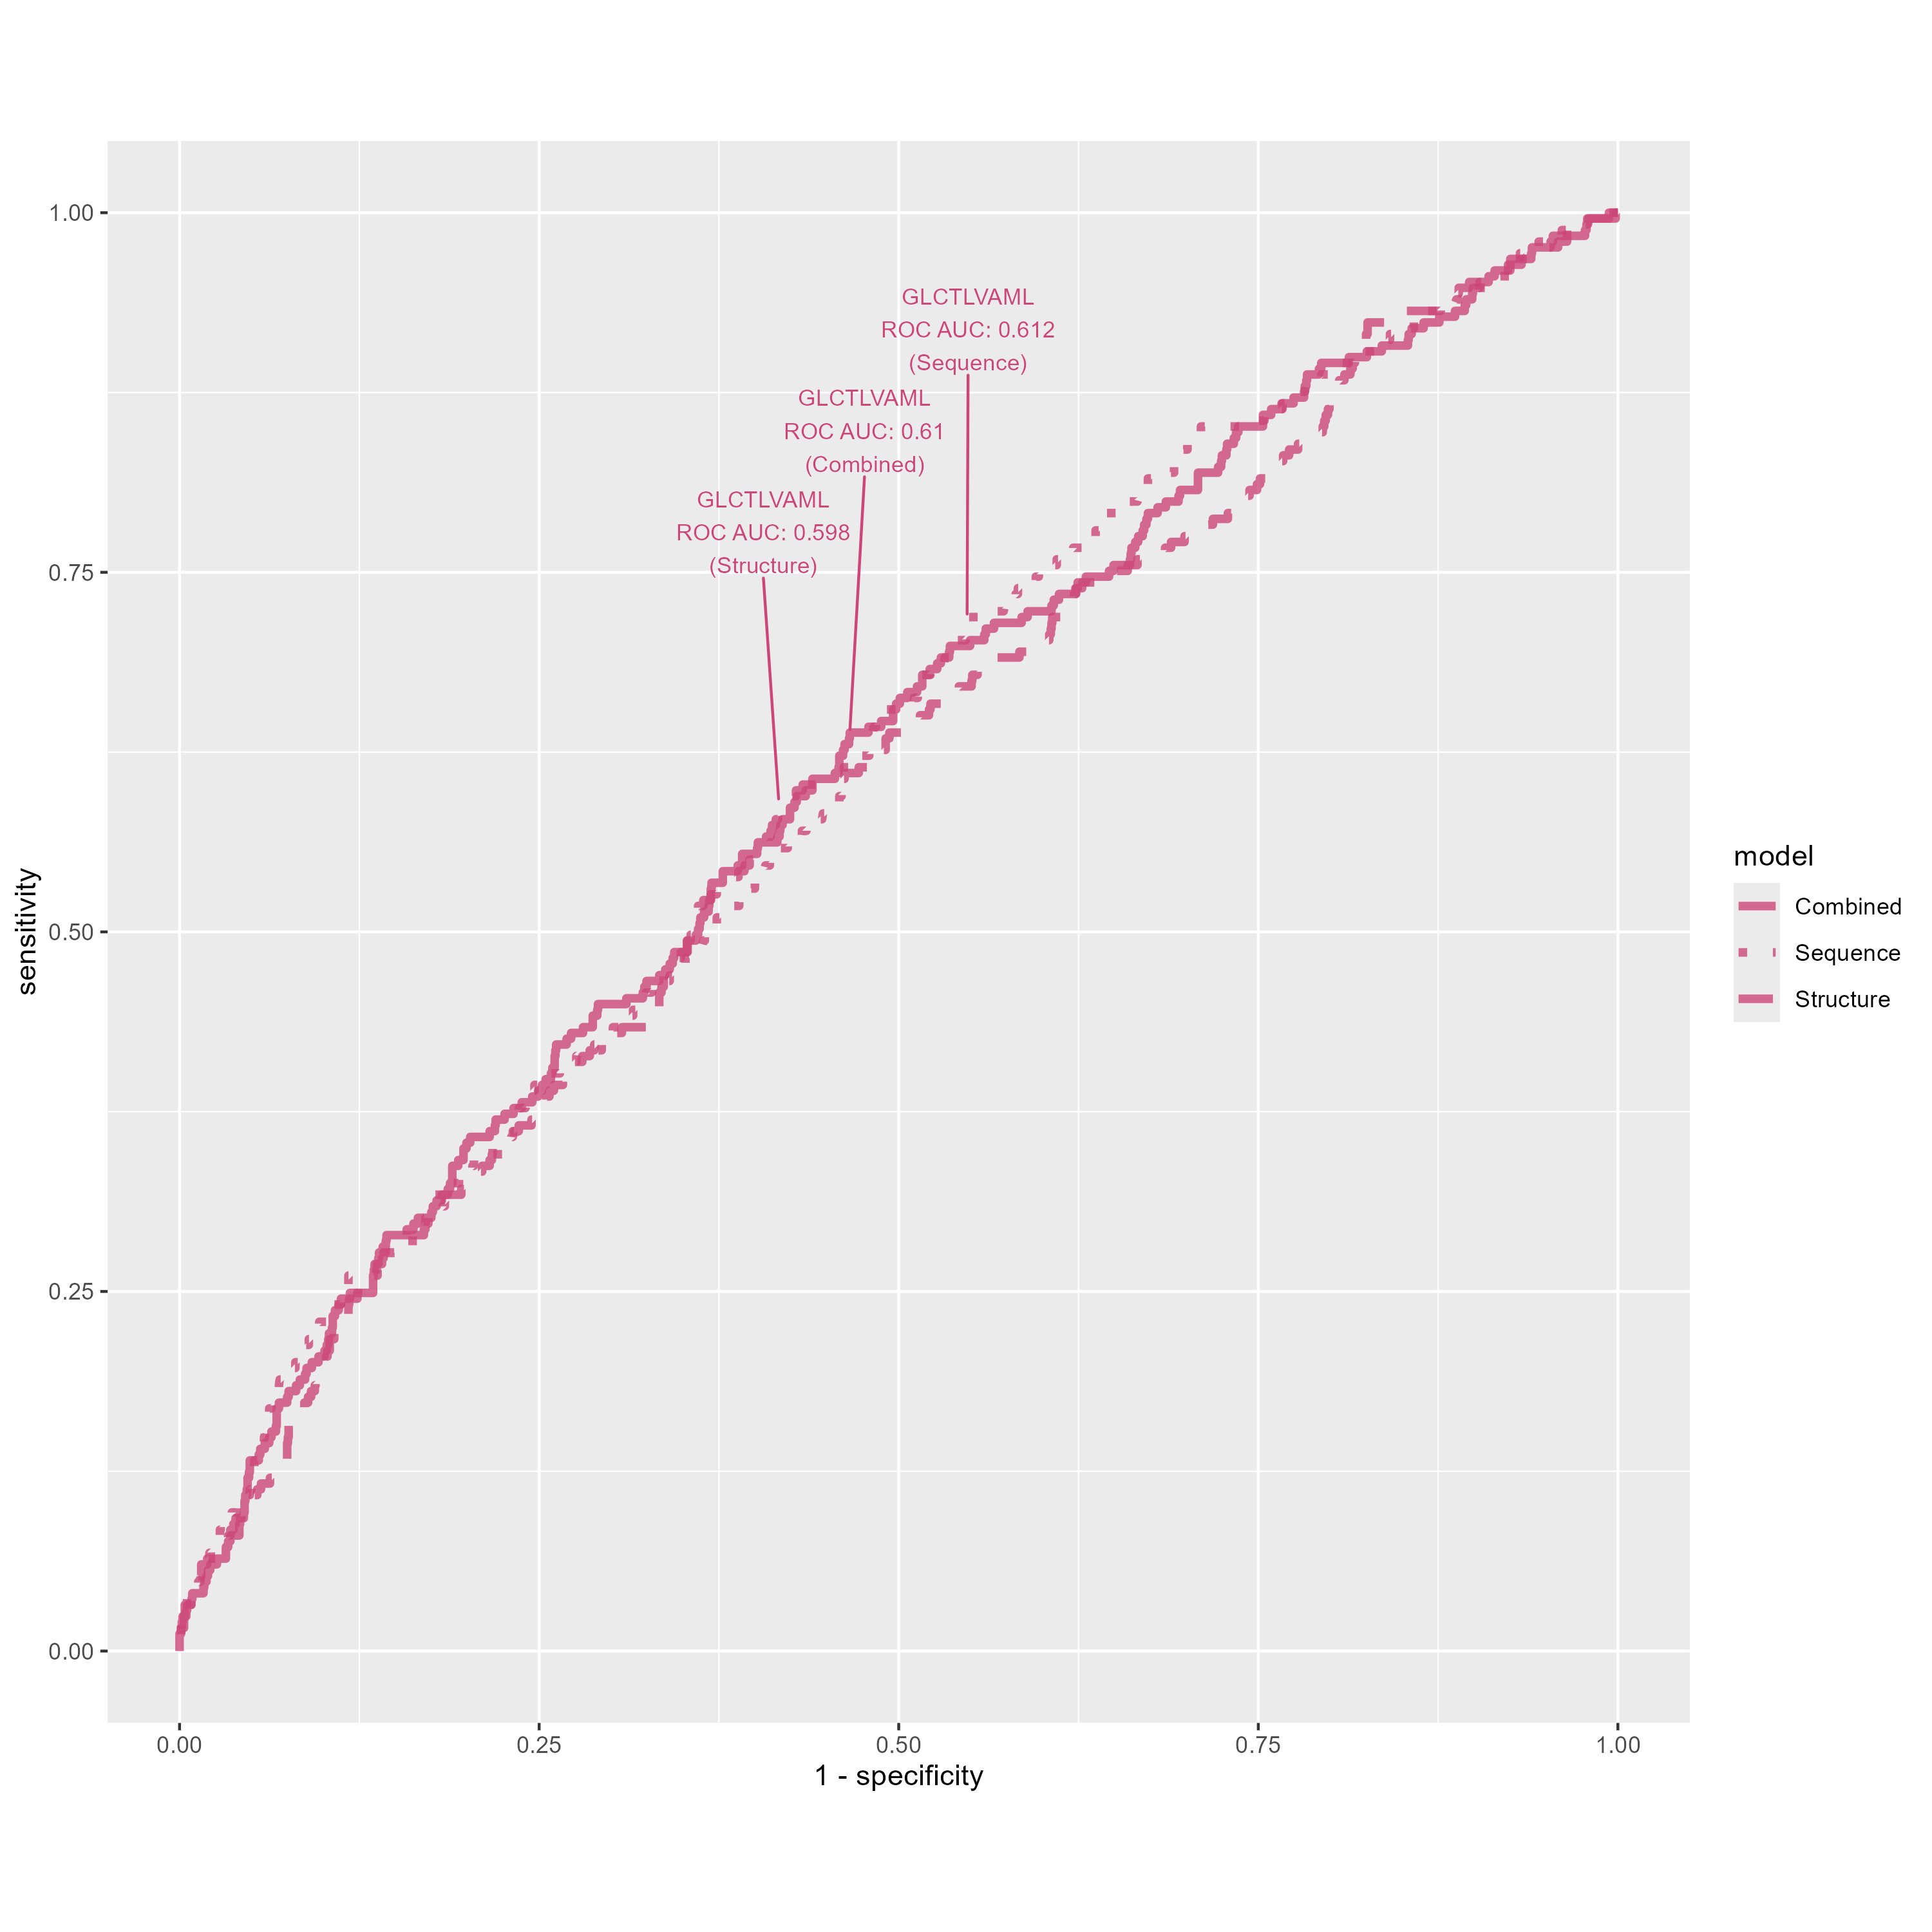 1.00
0.75
0.50
0.25
0.00
sensitivity
GLCTLVAML
ROC AUC: 0.612
(Sequence)
GLCTLVAML
ROC AUC: 0.61
(Combined)
GLCTLVAML
ROC AUC: 0.598
(Structure)
0.00
0.25
0.50
0.75
1.00
1 - specificity
model
Combined
Sequence
Structure